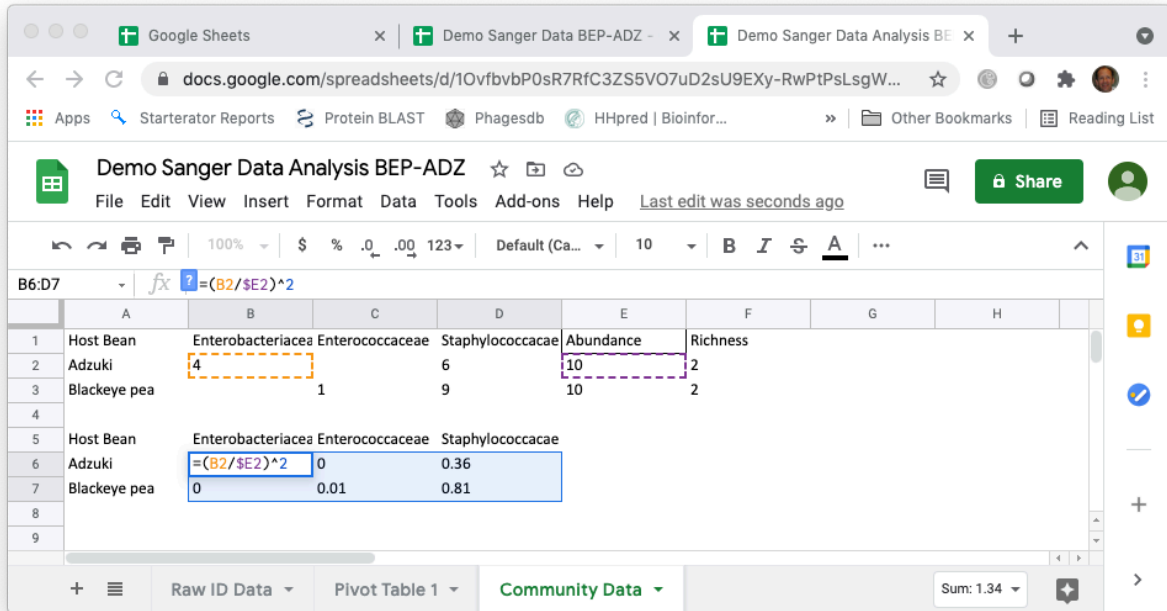 Google Sheets × Demo Sanger Data BEP-ADZ - × Demo Sanger Data Analysis BE × +
docs.google.com/spreadsheets/d/1OvfbvbP0sR7RfC3ZS5VO7uD2sU9EXy-RwPtPsLsgW...
Apps Starterator Reports Protein BLAST Phagesdb HHpred | Bioinfor... » Other Bookmarks Reading List
Demo Sanger Data Analysis BEP-ADZ Share
File Edit View Insert Format Data Tools Add-ons Help Last edit was seconds ago
100% $ % .0 .00 123 Default (Ca... 10 B I S A ...
31
B6:D7 fx ? =(B2/$E2)^2
A B C D E F G H
1 Host Bean Enterobacteriacea Enterococcaceae Staphylococcacae Abundance Richness
2 Adzuki 4 6 10 2
3 Blackeye pea 1 9 10 2
4
5 Host Bean Enterobacteriacea Enterococcaceae Staphylococcacae
6 Adzuki =(B2/$E2)^2 0 0.36
7 Blackeye pea 0 0.01 0.81
8
9
+ Raw ID Data Pivot Table 1 Community Data Sum: 1.34